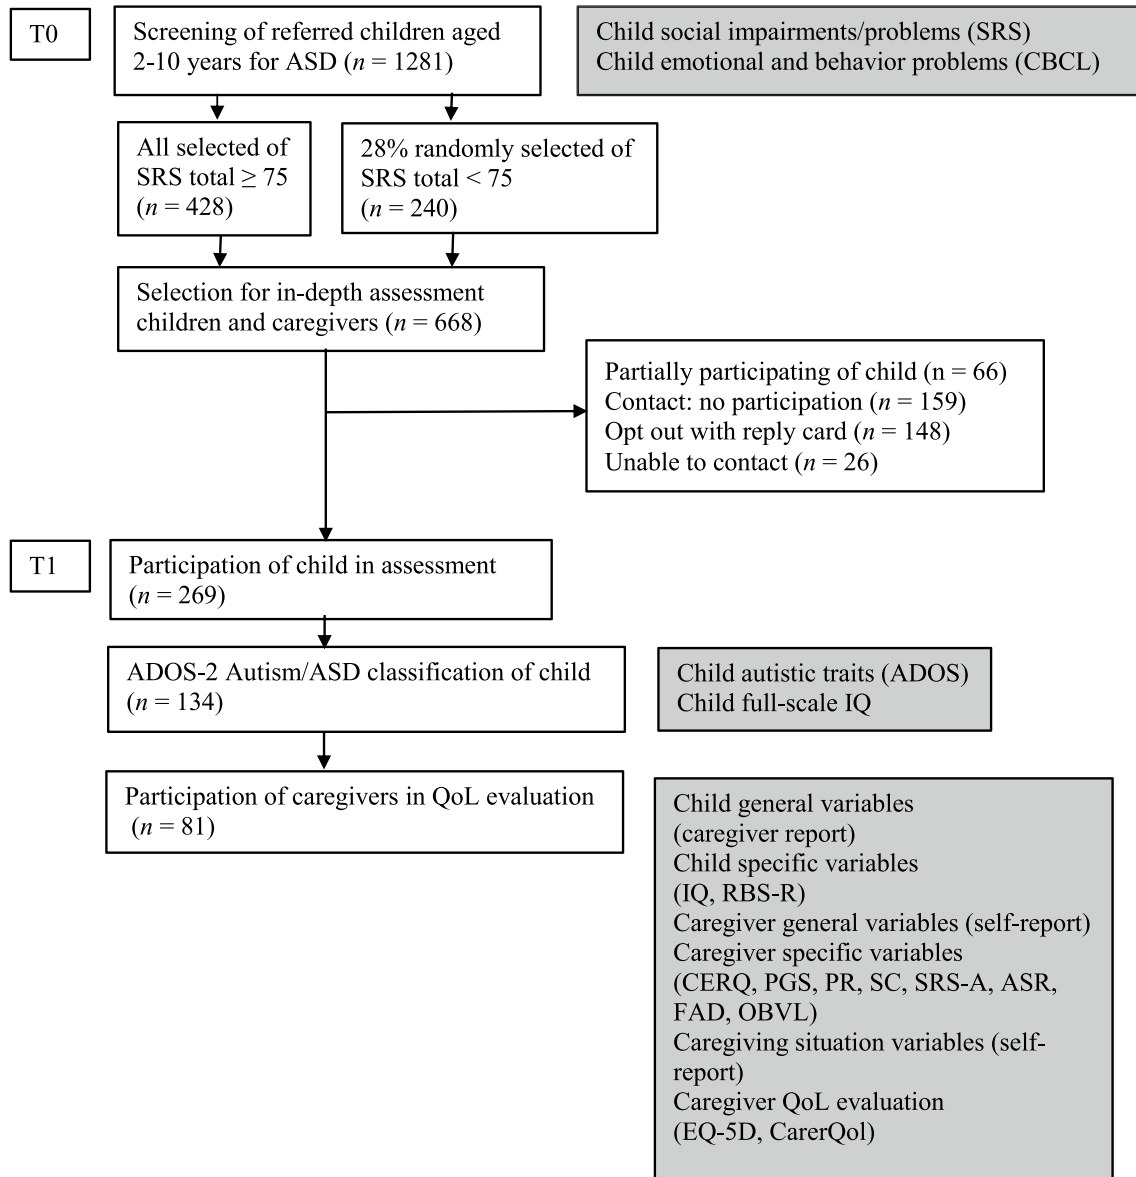 T0
Screening of referred children aged
2-10 years for ASD (n = 1281)
Child social impairments/problems (SRS)
Child emotional and behavior problems (CBCL)
All selected of
SRS total ≥ 75
(n = 428)
28% randomly selected of
SRS total < 75
(n = 240)
Selection for in-depth assessment
children and caregivers (n = 668)
Partially participating of child (n = 66)
Contact: no participation (n = 159)
Opt out with reply card (n = 148)
Unable to contact (n = 26)
T1
Participation of child in assessment
(n = 269)
ADOS-2 Autism/ASD classification of child
(n = 134)
Child autistic traits (ADOS)
Child full-scale IQ
Participation of caregivers in QoL evaluation
(n = 81)
Child general variables
(caregiver report)
Child specific variables
(IQ, RBS-R)
Caregiver general variables (self-report)
Caregiver specific variables
(CERQ, PGS, PR, SC, SRS-A, ASR,
FAD, OBVL)
Caregiving situation variables (self-
report)
Caregiver QoL evaluation
(EQ-5D, CarerQol)